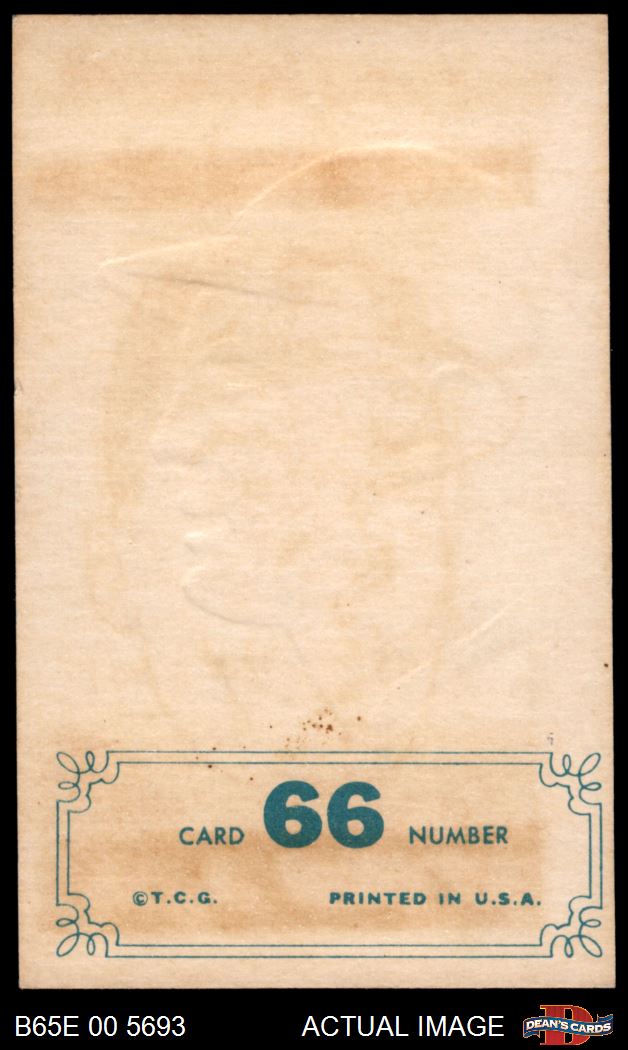 CARD 66 NUMBER
©T.C.G. PRINTED IN U.S.A.
B65E 00 5693 ACTUAL IMAGE DEAN'S CARDS